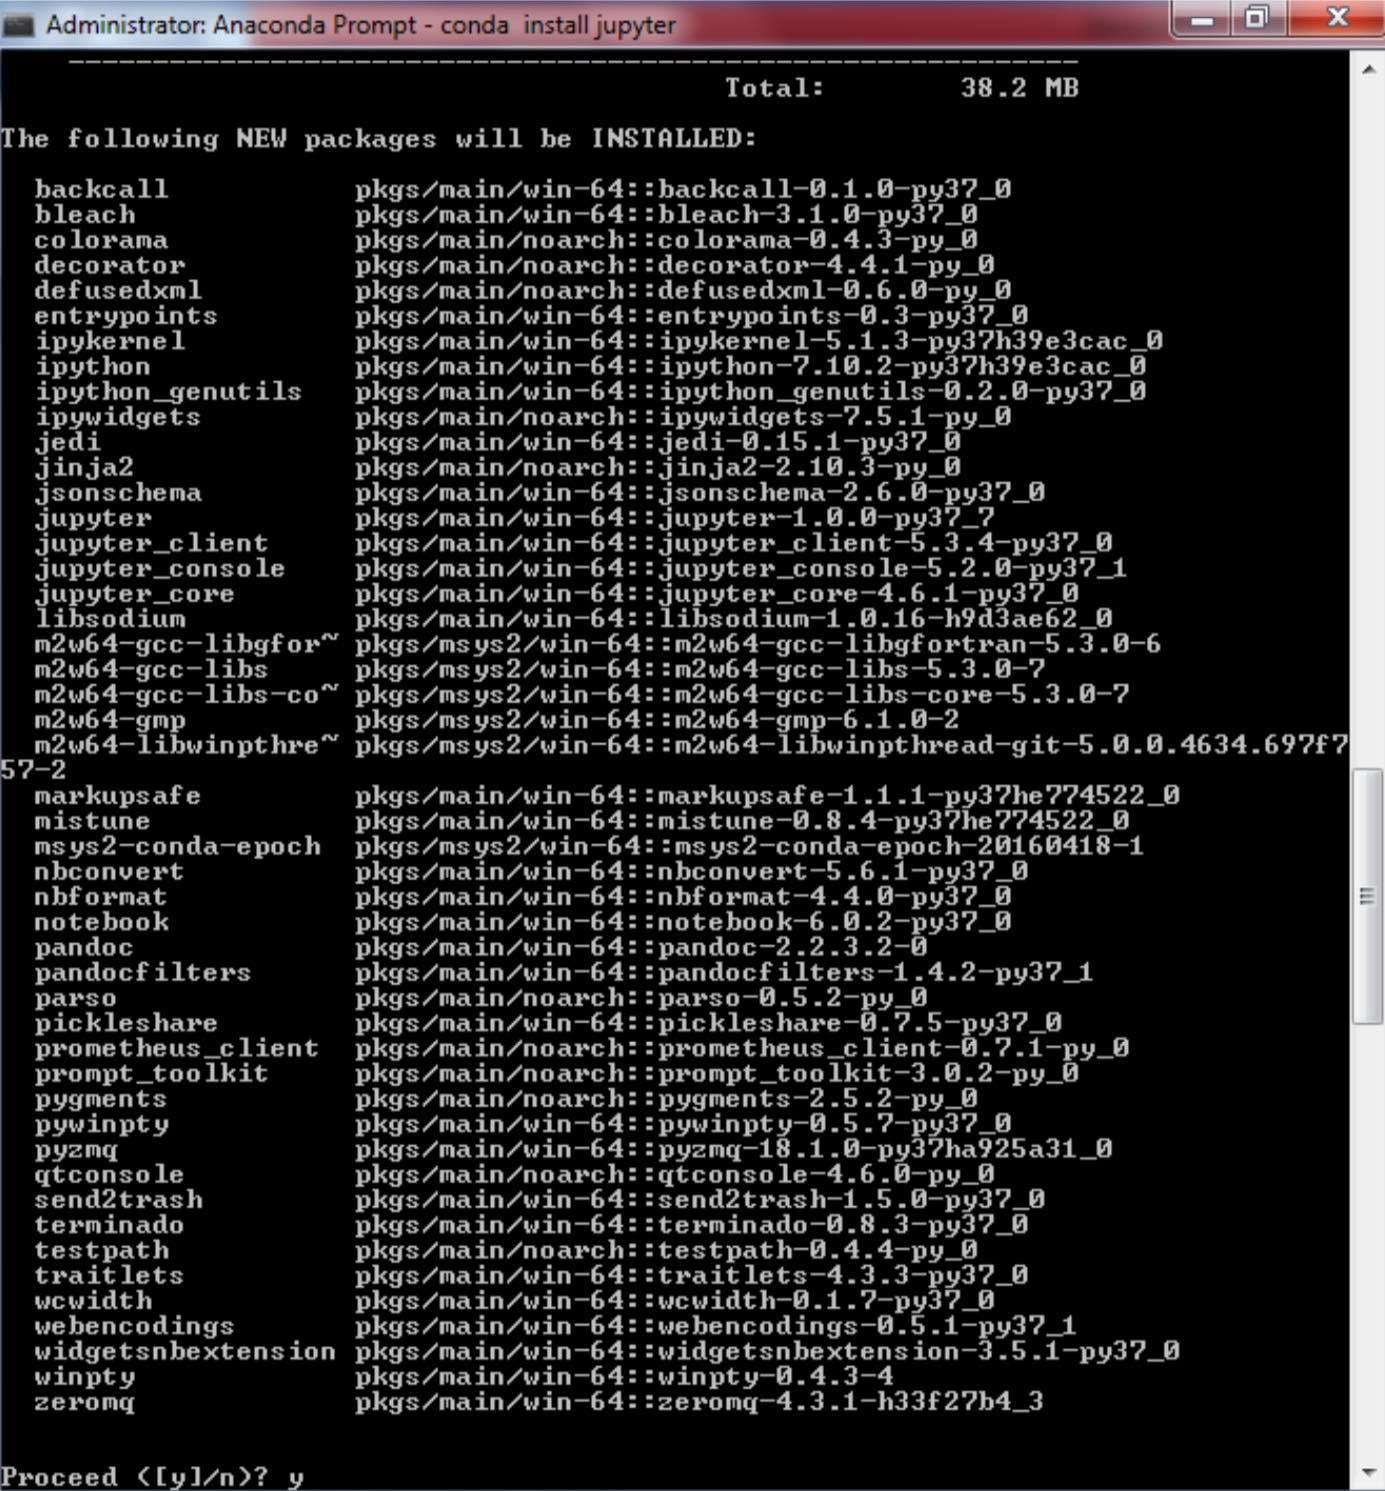 Administrator: Anaconda Prompt - conda  install jupyter
------------------------------------------------------------
Total:        38.2 MB
The following NEW packages will be INSTALLED:
backcall           pkgs/main/win-64::backcall-0.1.0-py37_0
bleach             pkgs/main/win-64::bleach-3.1.0-py37_0
colorama           pkgs/main/noarch::colorama-0.4.3-py_0
decorator          pkgs/main/noarch::decorator-4.4.1-py_0
defusedxml         pkgs/main/noarch::defusedxml-0.6.0-py_0
entrypoints        pkgs/main/win-64::entrypoints-0.3-py37_0
ipykernel          pkgs/main/win-64::ipykernel-5.1.3-py37h39e3cac_0
ipython            pkgs/main/win-64::ipython-7.10.2-py37h39e3cac_0
ipython_genutils   pkgs/main/win-64::ipython_genutils-0.2.0-py37_0
ipywidgets         pkgs/main/noarch::ipywidgets-7.5.1-py_0
jedi               pkgs/main/win-64::jedi-0.15.1-py37_0
jinja2             pkgs/main/noarch::jinja2-2.10.3-py_0
jsonschema         pkgs/main/win-64::jsonschema-2.6.0-py37_0
jupyter            pkgs/main/win-64::jupyter-1.0.0-py37_7
jupyter_client     pkgs/main/win-64::jupyter_client-5.3.4-py37_0
jupyter_console    pkgs/main/win-64::jupyter_console-5.2.0-py37_1
jupyter_core       pkgs/main/win-64::jupyter_core-4.6.1-py37_0
libsodium          pkgs/main/win-64::libsodium-1.0.16-h9d3ae62_0
m2w64-gcc-libgfor~ pkgs/msys2/win-64::m2w64-gcc-libgfortran-5.3.0-6
m2w64-gcc-libs     pkgs/msys2/win-64::m2w64-gcc-libs-5.3.0-7
m2w64-gcc-libs-co~ pkgs/msys2/win-64::m2w64-gcc-libs-core-5.3.0-7
m2w64-gmp          pkgs/msys2/win-64::m2w64-gmp-6.1.0-2
m2w64-libwinpthre~ pkgs/msys2/win-64::m2w64-libwinpthread-git-5.0.0.4634.697f7
57-2
markupsafe         pkgs/main/win-64::markupsafe-1.1.1-py37he774522_0
mistune            pkgs/main/win-64::mistune-0.8.4-py37he774522_0
msys2-conda-epoch  pkgs/msys2/win-64::msys2-conda-epoch-20160418-1
nbconvert          pkgs/main/win-64::nbconvert-5.6.1-py37_0
nbformat           pkgs/main/win-64::nbformat-4.4.0-py37_0
notebook           pkgs/main/win-64::notebook-6.0.2-py37_0
pandoc             pkgs/main/win-64::pandoc-2.2.3.2-0
pandocfilters      pkgs/main/win-64::pandocfilters-1.4.2-py37_1
parso              pkgs/main/noarch::parso-0.5.2-py_0
pickleshare        pkgs/main/win-64::pickleshare-0.7.5-py37_0
prometheus_client  pkgs/main/noarch::prometheus_client-0.7.1-py_0
prompt_toolkit     pkgs/main/noarch::prompt_toolkit-3.0.2-py_0
pygments           pkgs/main/noarch::pygments-2.5.2-py_0
pywinpty           pkgs/main/win-64::pywinpty-0.5.7-py37_0
pyzmq              pkgs/main/win-64::pyzmq-18.1.0-py37ha925a31_0
qtconsole          pkgs/main/noarch::qtconsole-4.6.0-py_0
send2trash         pkgs/main/win-64::send2trash-1.5.0-py37_0
terminado          pkgs/main/win-64::terminado-0.8.3-py37_0
testpath           pkgs/main/noarch::testpath-0.4.4-py_0
traitlets          pkgs/main/win-64::traitlets-4.3.3-py37_0
wcwidth            pkgs/main/win-64::wcwidth-0.1.7-py37_0
webencodings       pkgs/main/win-64::webencodings-0.5.1-py37_1
widgetsnbextension pkgs/main/win-64::widgetsnbextension-3.5.1-py37_0
winpty             pkgs/main/win-64::winpty-0.4.3-4
zeromq             pkgs/main/win-64::zeromq-4.3.1-h33f27b4_3
Proceed ([y]/n)? y